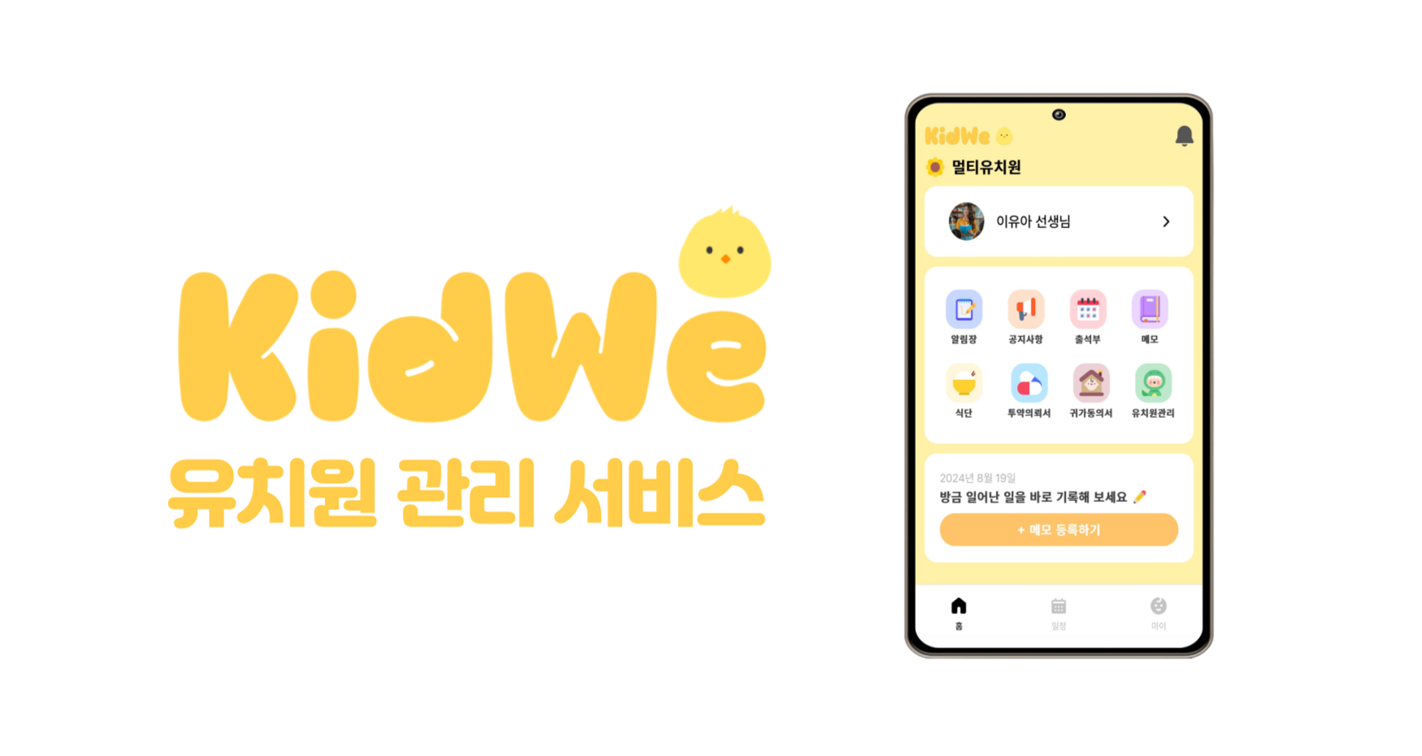 KidWe
유치원 관리 서비스
KidWe
멀티유치원
이유아 선생님
알림장 공지사항 출석부 메모
식단 투약의뢰서 귀가동의서 유치원관리
2024년 8월 19일
방금 일어난 일을 바로 기록해 보세요
+ 메모 등록하기
홈 일정 마이